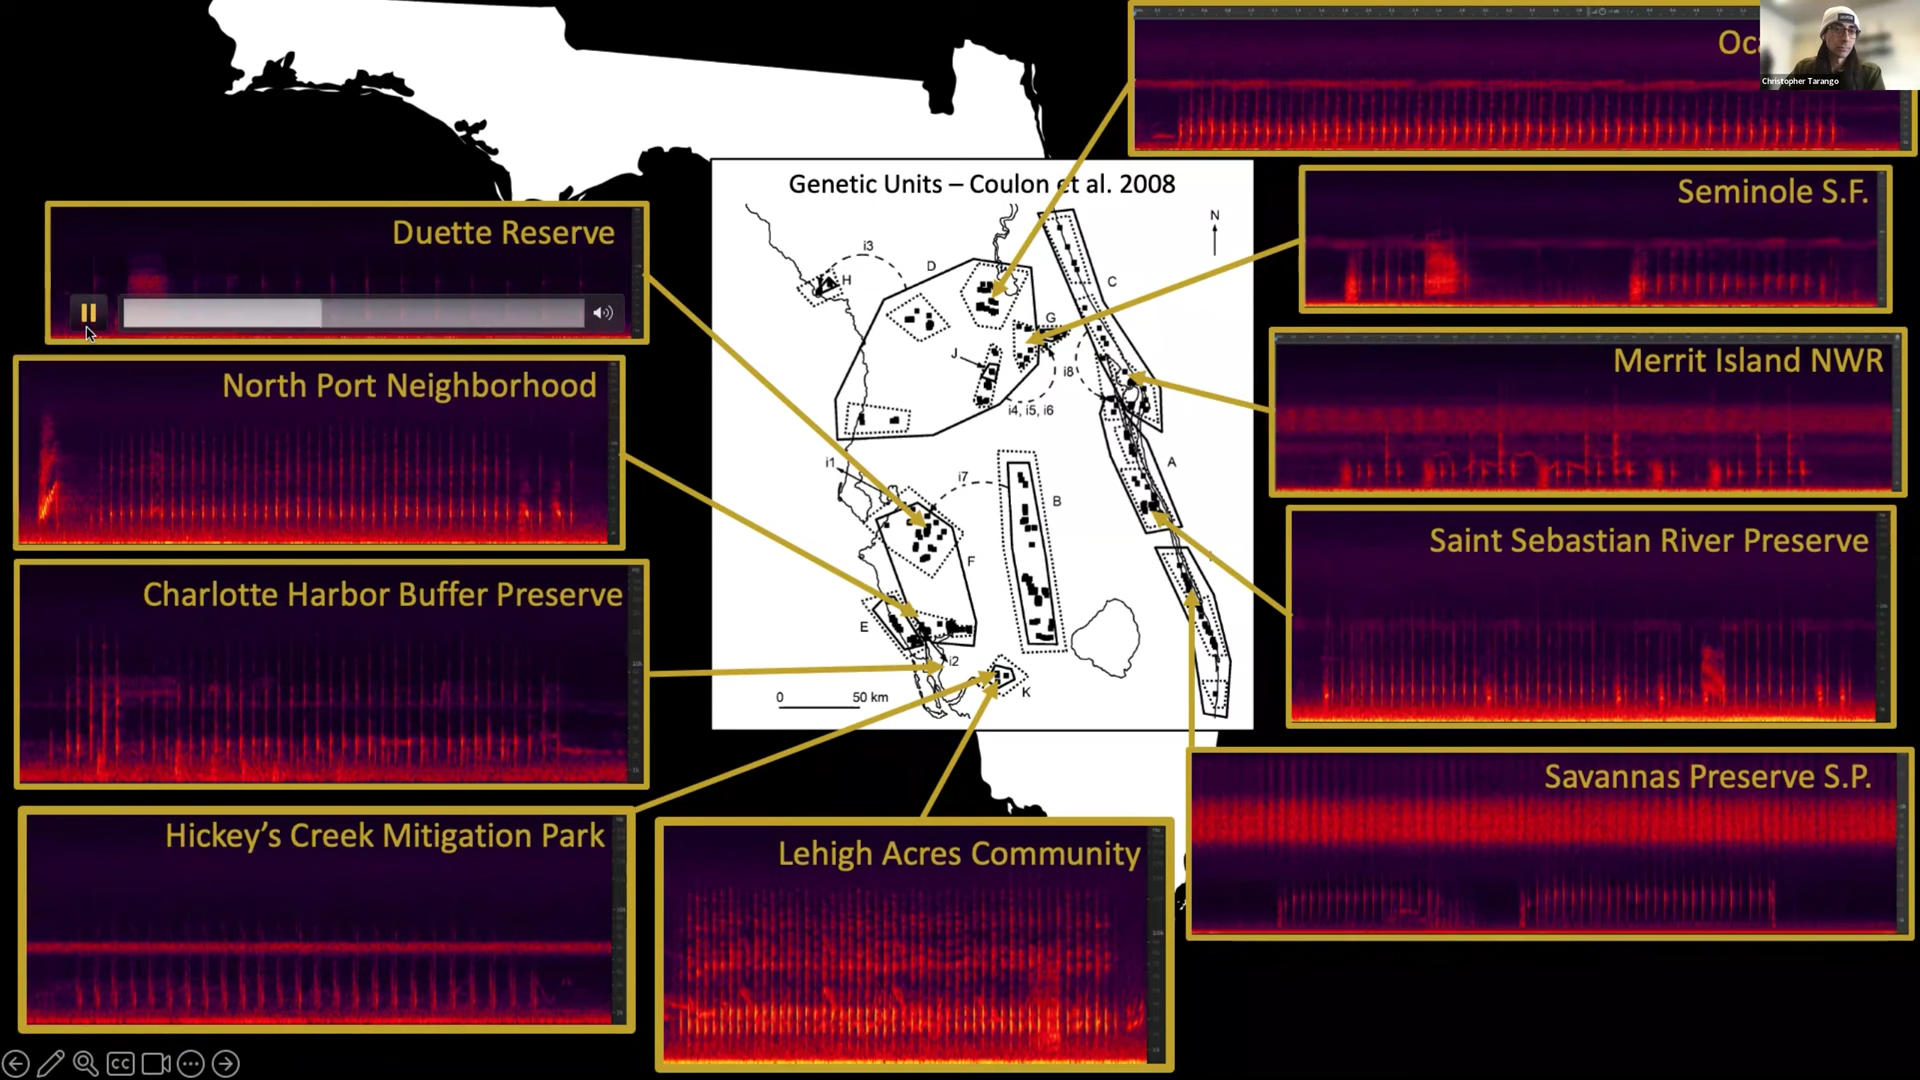 Oc
Christopher Tarango
Genetic Units – Coulon et al. 2008
Seminole S.F.
Duette Reserve
Merrit Island NWR
North Port Neighborhood
Saint Sebastian River Preserve
Charlotte Harbor Buffer Preserve
Savannas Preserve S.P.
Hickey's Creek Mitigation Park
Lehigh Acres Community
N
i3
D
H
C
G
J
i8
i4, i5, i6
i1
A
i7
B
F
E
i2
K
0 50 km
CC